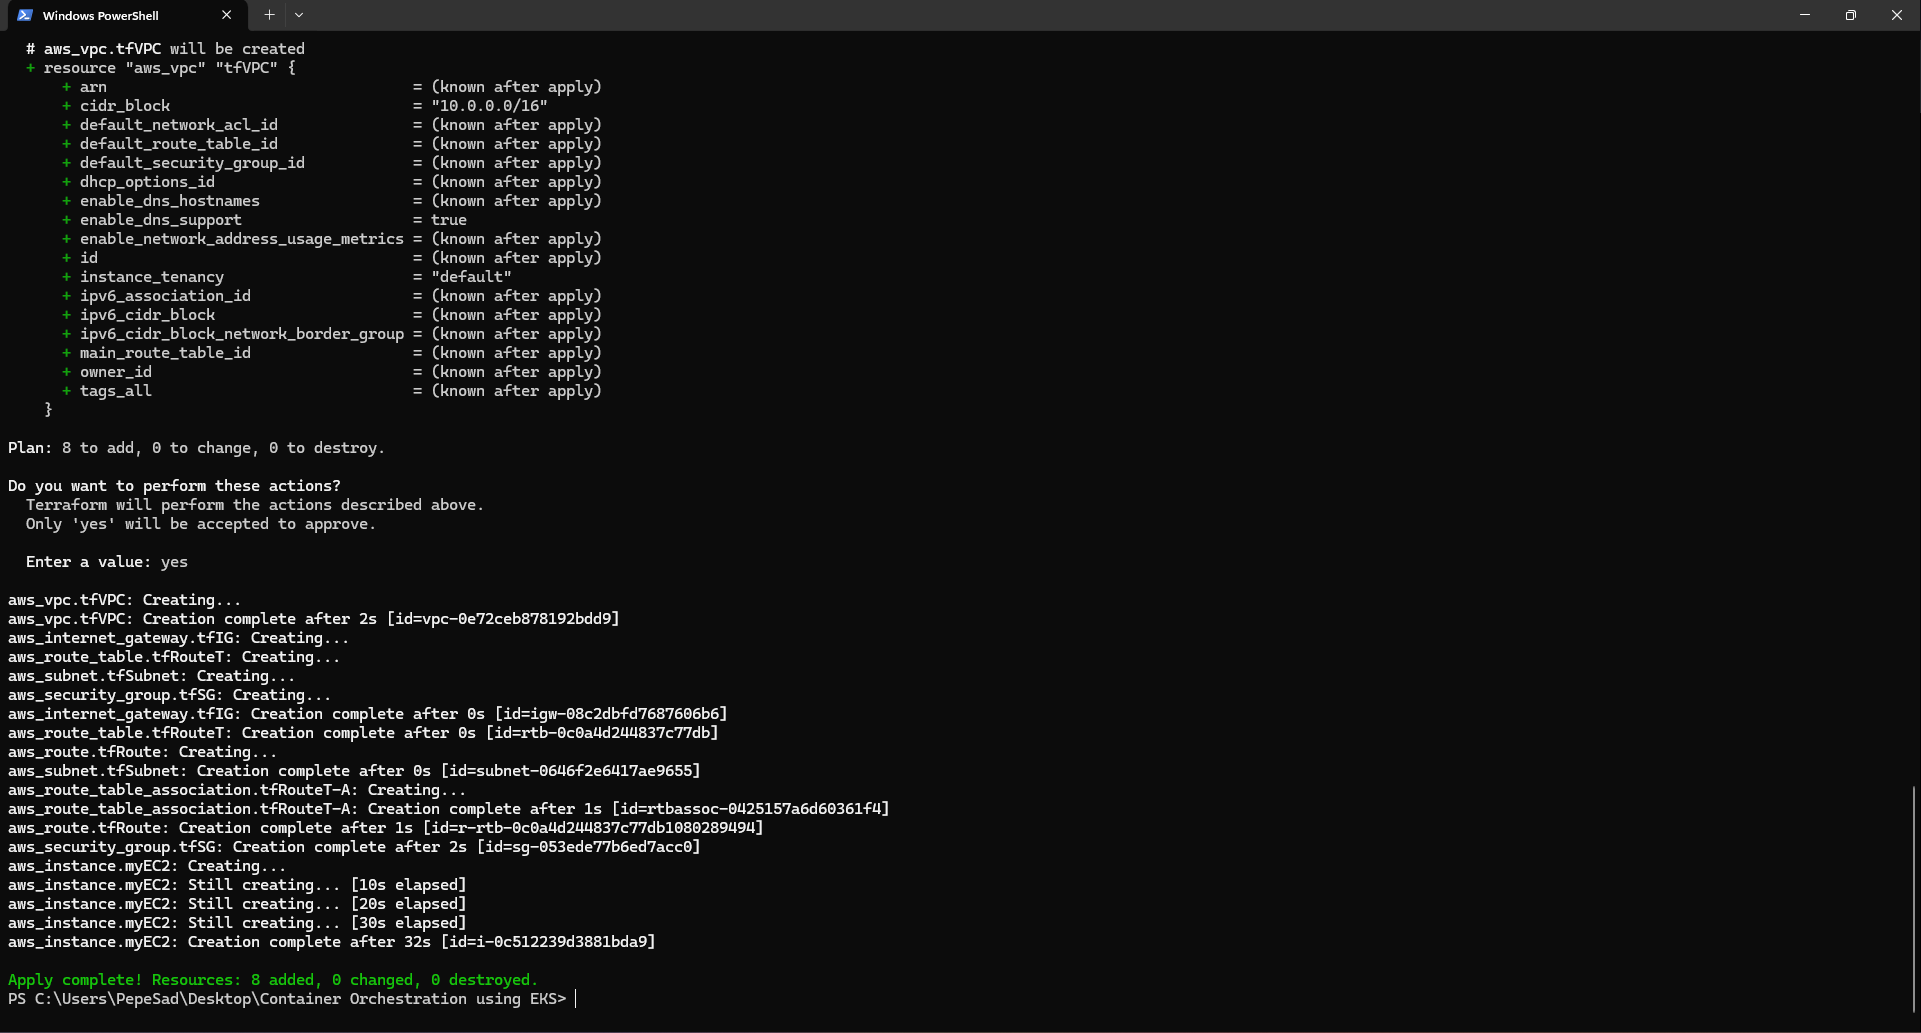 Windows PowerShell
# aws_vpc.tfVPC will be created
+ resource "aws_vpc" "tfVPC" {
+ arn = (known after apply)
+ cidr_block = "10.0.0.0/16"
+ default_network_acl_id = (known after apply)
+ default_route_table_id = (known after apply)
+ default_security_group_id = (known after apply)
+ dhcp_options_id = (known after apply)
+ enable_dns_hostnames = (known after apply)
+ enable_dns_support = true
+ enable_network_address_usage_metrics = (known after apply)
+ id = (known after apply)
+ instance_tenancy = "default"
+ ipv6_association_id = (known after apply)
+ ipv6_cidr_block = (known after apply)
+ ipv6_cidr_block_network_border_group = (known after apply)
+ main_route_table_id = (known after apply)
+ owner_id = (known after apply)
+ tags_all = (known after apply)
}
Plan: 8 to add, 0 to change, 0 to destroy.
Do you want to perform these actions?
Terraform will perform the actions described above.
Only 'yes' will be accepted to approve.
Enter a value: yes
aws_vpc.tfVPC: Creating...
aws_vpc.tfVPC: Creation complete after 2s [id=vpc-0e72ceb878192bdd9]
aws_internet_gateway.tfIG: Creating...
aws_route_table.tfRouteT: Creating...
aws_subnet.tfSubnet: Creating...
aws_security_group.tfSG: Creating...
aws_internet_gateway.tfIG: Creation complete after 0s [id=igw-08c2dbfd7687606b6]
aws_route_table.tfRouteT: Creation complete after 0s [id=rtb-0c0a4d244837c77db]
aws_route.tfRoute: Creating...
aws_subnet.tfSubnet: Creation complete after 0s [id=subnet-0646f2e6417ae9655]
aws_route_table_association.tfRouteT-A: Creating...
aws_route_table_association.tfRouteT-A: Creation complete after 1s [id=rtbassoc-0425157a6d60361f4]
aws_route.tfRoute: Creation complete after 1s [id=r-rtb-0c0a4d244837c77db1080289494]
aws_security_group.tfSG: Creation complete after 2s [id=sg-053ede77b6ed7acc0]
aws_instance.myEC2: Creating...
aws_instance.myEC2: Still creating... [10s elapsed]
aws_instance.myEC2: Still creating... [20s elapsed]
aws_instance.myEC2: Still creating... [30s elapsed]
aws_instance.myEC2: Creation complete after 32s [id=i-0c512239d3881bda9]
Apply complete! Resources: 8 added, 0 changed, 0 destroyed.
PS C:\Users\PepeSad\Desktop\Container Orchestration using EKS>